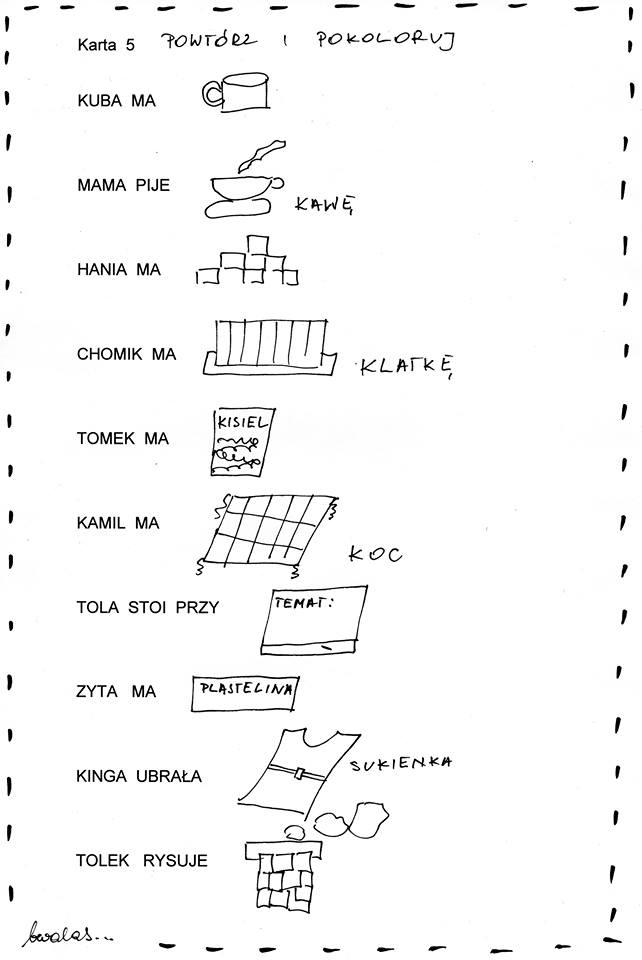 Karta 5 POWTÓRZ I POKOLORUJ
KUBA MA
MAMA PIJE KAWĘ
HANIA MA
CHOMIK MA KLATKĘ
TOMEK MA KISIEL
KAMIL MA KOC
TOLA STOI PRZY TEMAT:
ZYTA MA PLASTELINA
KINGA UBRAŁA SUKIENKA
TOLEK RYSUJE